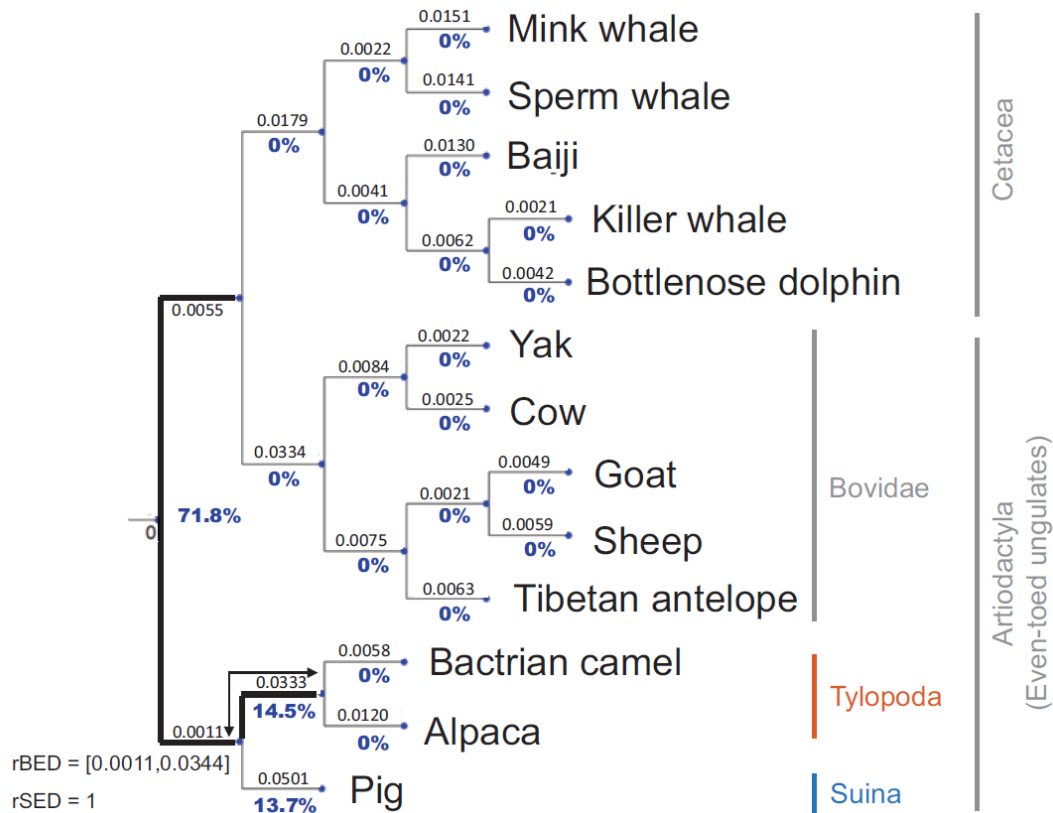 0.0151
0%
Mink whale
0.0022
0%
0.0141
0%
Sperm whale
0.0179
0%
0.0130
0%
Baiji
0.0041
0%
0.0021
0%
Killer whale
0.0062
0%
0.0042
0%
Bottlenose dolphin
Cetacea
0.0055
0.0022
0%
Yak
0.0084
0%
0.0025
0%
Cow
0.0334
0%
0.0049
0%
Goat
0.0021
0%
0.0059
0%
Sheep
0.0075
0%
0.0063
0%
Tibetan antelope
Bovidae
71.8%
0
0.0058
0%
Bactrian camel
0.0333
14.5%
0.0120
0%
Alpaca
Tylopoda
0.0011
rBED = [0.0011,0.0344]
rSED = 1
0.0501
13.7%
Pig
Suina
Artiodactyla
(Even-toed ungulates)